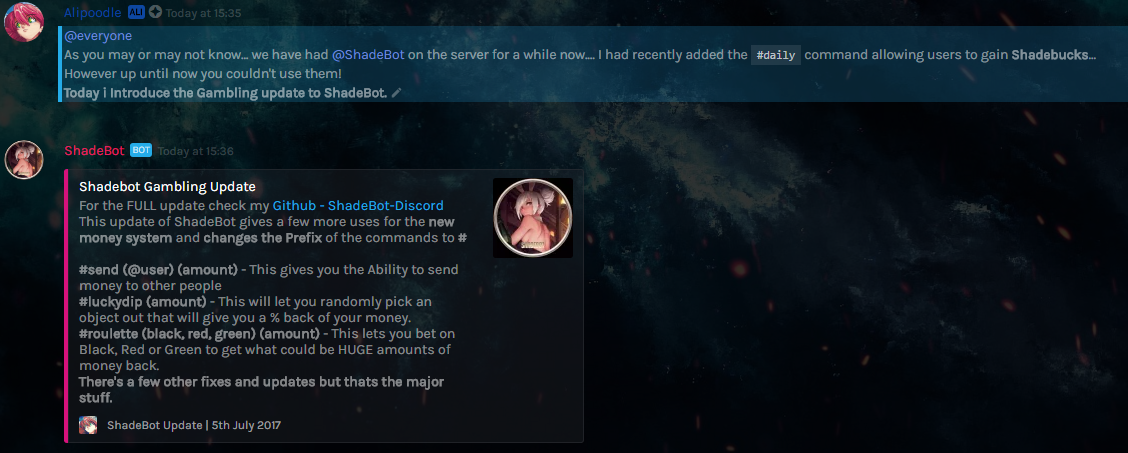 Alipoodle ALI Today at 15:35
@everyone
As you may or may not know... we have had @ShadeBot on the server for a while now.... I had recently added the #daily command allowing users to gain Shadebucks...
However up until now you couldn't use them!
Today i Introduce the Gambling update to ShadeBot.
ShadeBot BOT Today at 15:36
Shadebot Gambling Update
For the FULL update check my Github - ShadeBot-Discord
This update of ShadeBot gives a few more uses for the new
money system and changes the Prefix of the commands to #
#send (@user) (amount) - This gives you the Ability to send
money to other people
#luckydip (amount) - This will let you randomly pick an
object out that will give you a % back of your money.
#roulette (black, red, green) (amount) - This lets you bet on
Black, Red or Green to get what could be HUGE amounts of
money back.
There's a few other fixes and updates but thats the major
stuff.
ShadeBot Update | 5th July 2017